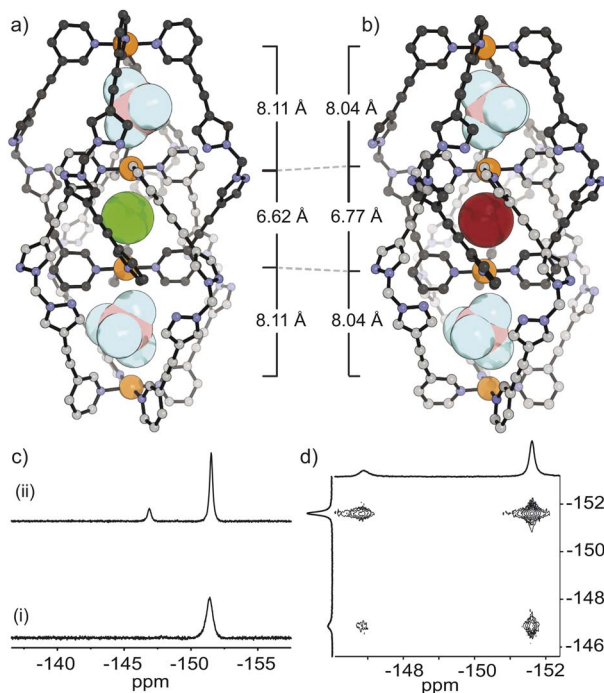 a)
b)
8.11 Å
8.04 Å
6.62 Å
6.77 Å
8.11 Å
8.04 Å
c)
d)
(ii)
(i)
-140
-145
-150
-155
ppm
-152
-150
-148
-146
-148
-150
-152
ppm